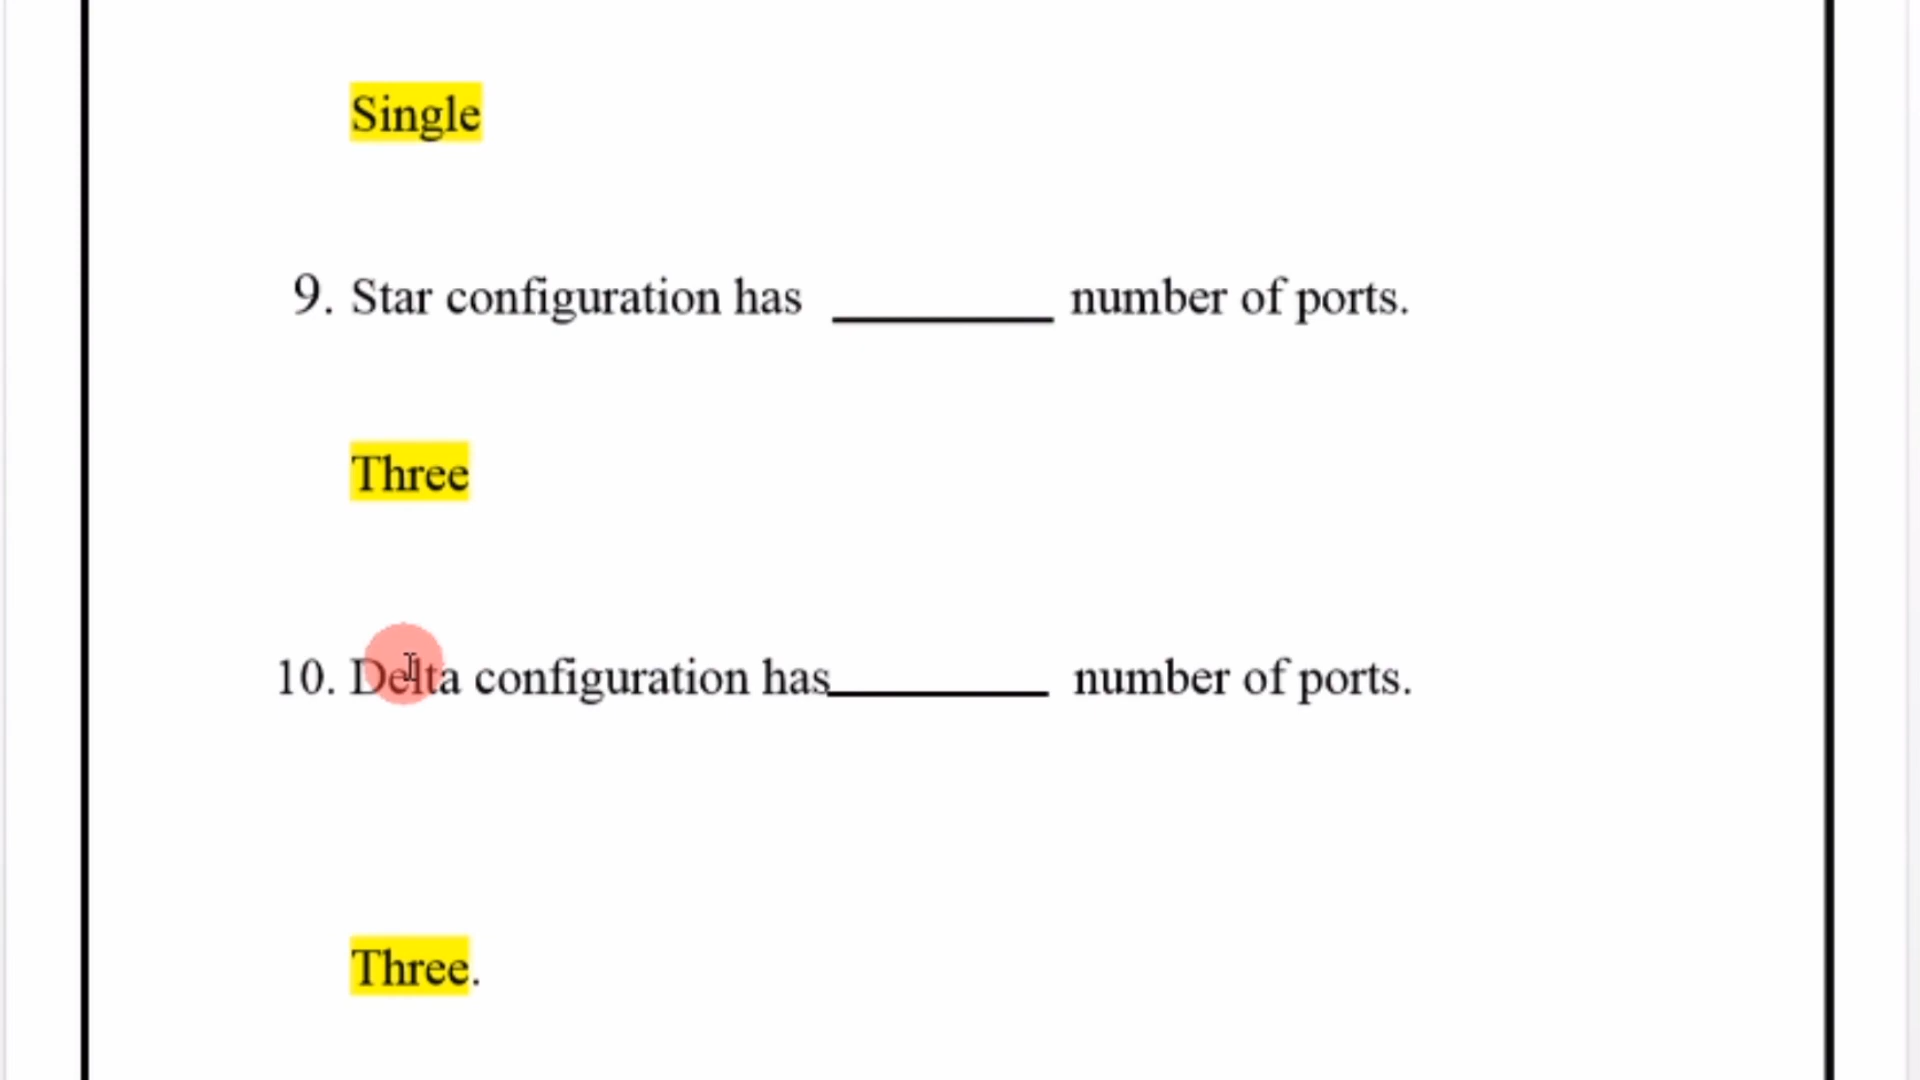 Single
9. Star configuration has ________ number of ports.
Three
10. Delta configuration has________ number of ports.
Three.